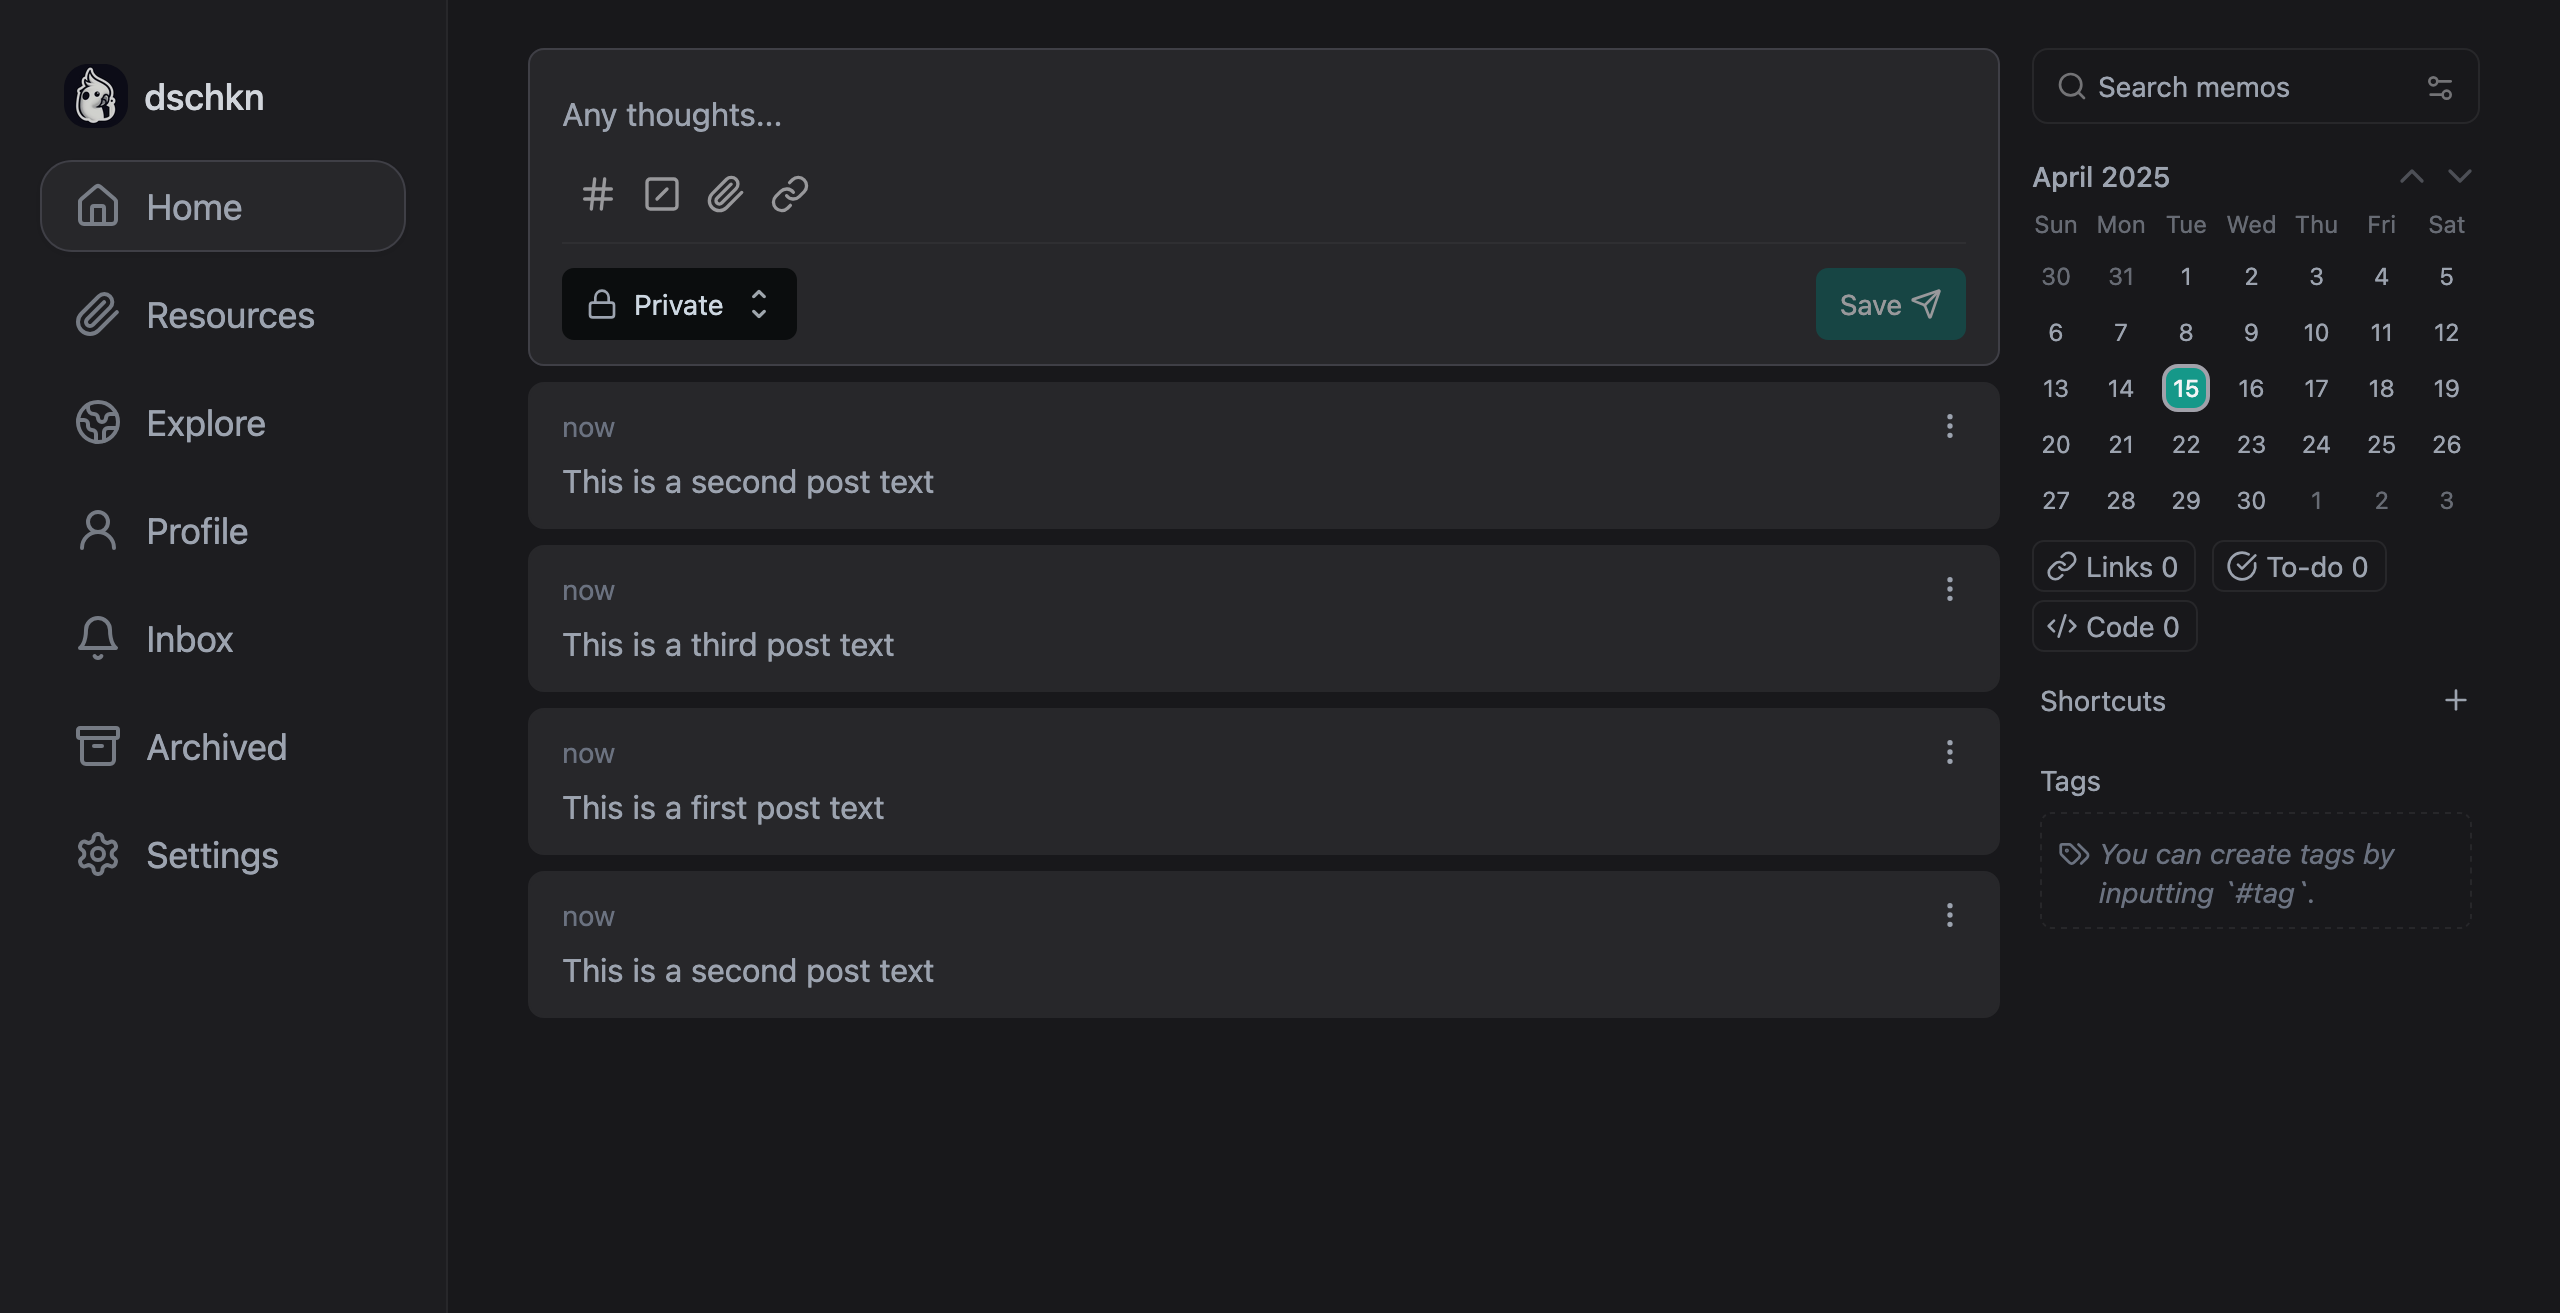 dschkn
Home
Resources
Explore
Profile
Inbox
Archived
Settings
Any thoughts...
Private
Save
now
This is a second post text
now
This is a third post text
now
This is a first post text
now
This is a second post text
Search memos
April 2025
Sun Mon Tue Wed Thu Fri Sat
30 31 1 2 3 4 5
6 7 8 9 10 11 12
13 14 15 16 17 18 19
20 21 22 23 24 25 26
27 28 29 30 1 2 3
Links 0 To-do 0
Code 0
Shortcuts
Tags
You can create tags by
inputting `#tag`.